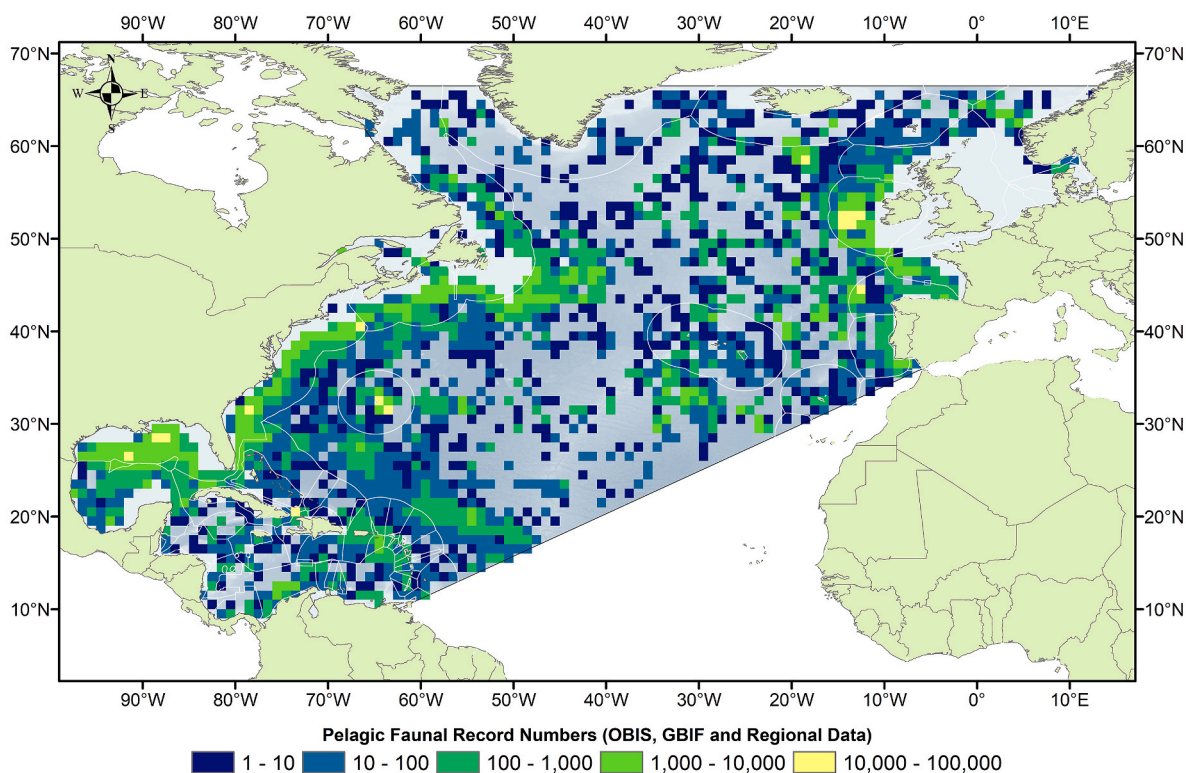 90°W 80°W 70°W 60°W 50°W 40°W 30°W 20°W 10°W 0° 10°E
70°N 70°N
N
W E
S
60°N 60°N
50°N 50°N
40°N 40°N
30°N 30°N
20°N 20°N
10°N 10°N
90°W 80°W 70°W 60°W 50°W 40°W 30°W 20°W 10°W 0° 10°E
Pelagic Faunal Record Numbers (OBIS, GBIF and Regional Data)
1 - 10 10 - 100 100 - 1,000 1,000 - 10,000 10,000 - 100,000